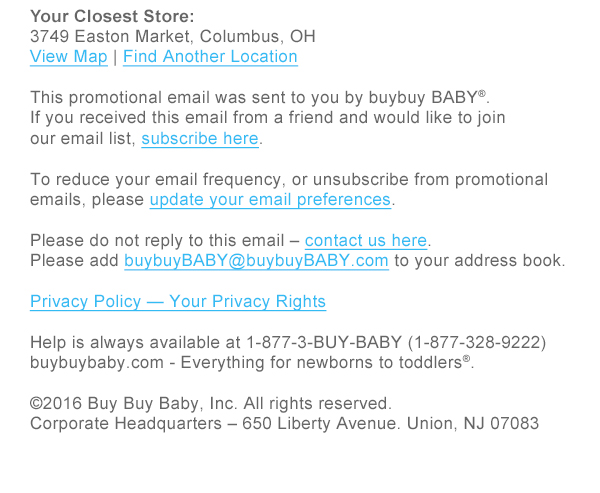 Your Closest Store:
3749 Easton Market, Columbus, OH
View Map | Find Another Location
This promotional email was sent to you by buybuy BABY®.
If you received this email from a friend and would like to join
our email list, subscribe here.
To reduce your email frequency, or unsubscribe from promotional
emails, please update your email preferences.
Please do not reply to this email – contact us here.
Please add buybuyBABY@buybuyBABY.com to your address book.
Privacy Policy — Your Privacy Rights
Help is always available at 1-877-3-BUY-BABY (1-877-328-9222)
buybuybaby.com - Everything for newborns to toddlers®.
©2016 Buy Buy Baby, Inc. All rights reserved.
Corporate Headquarters – 650 Liberty Avenue. Union, NJ 07083